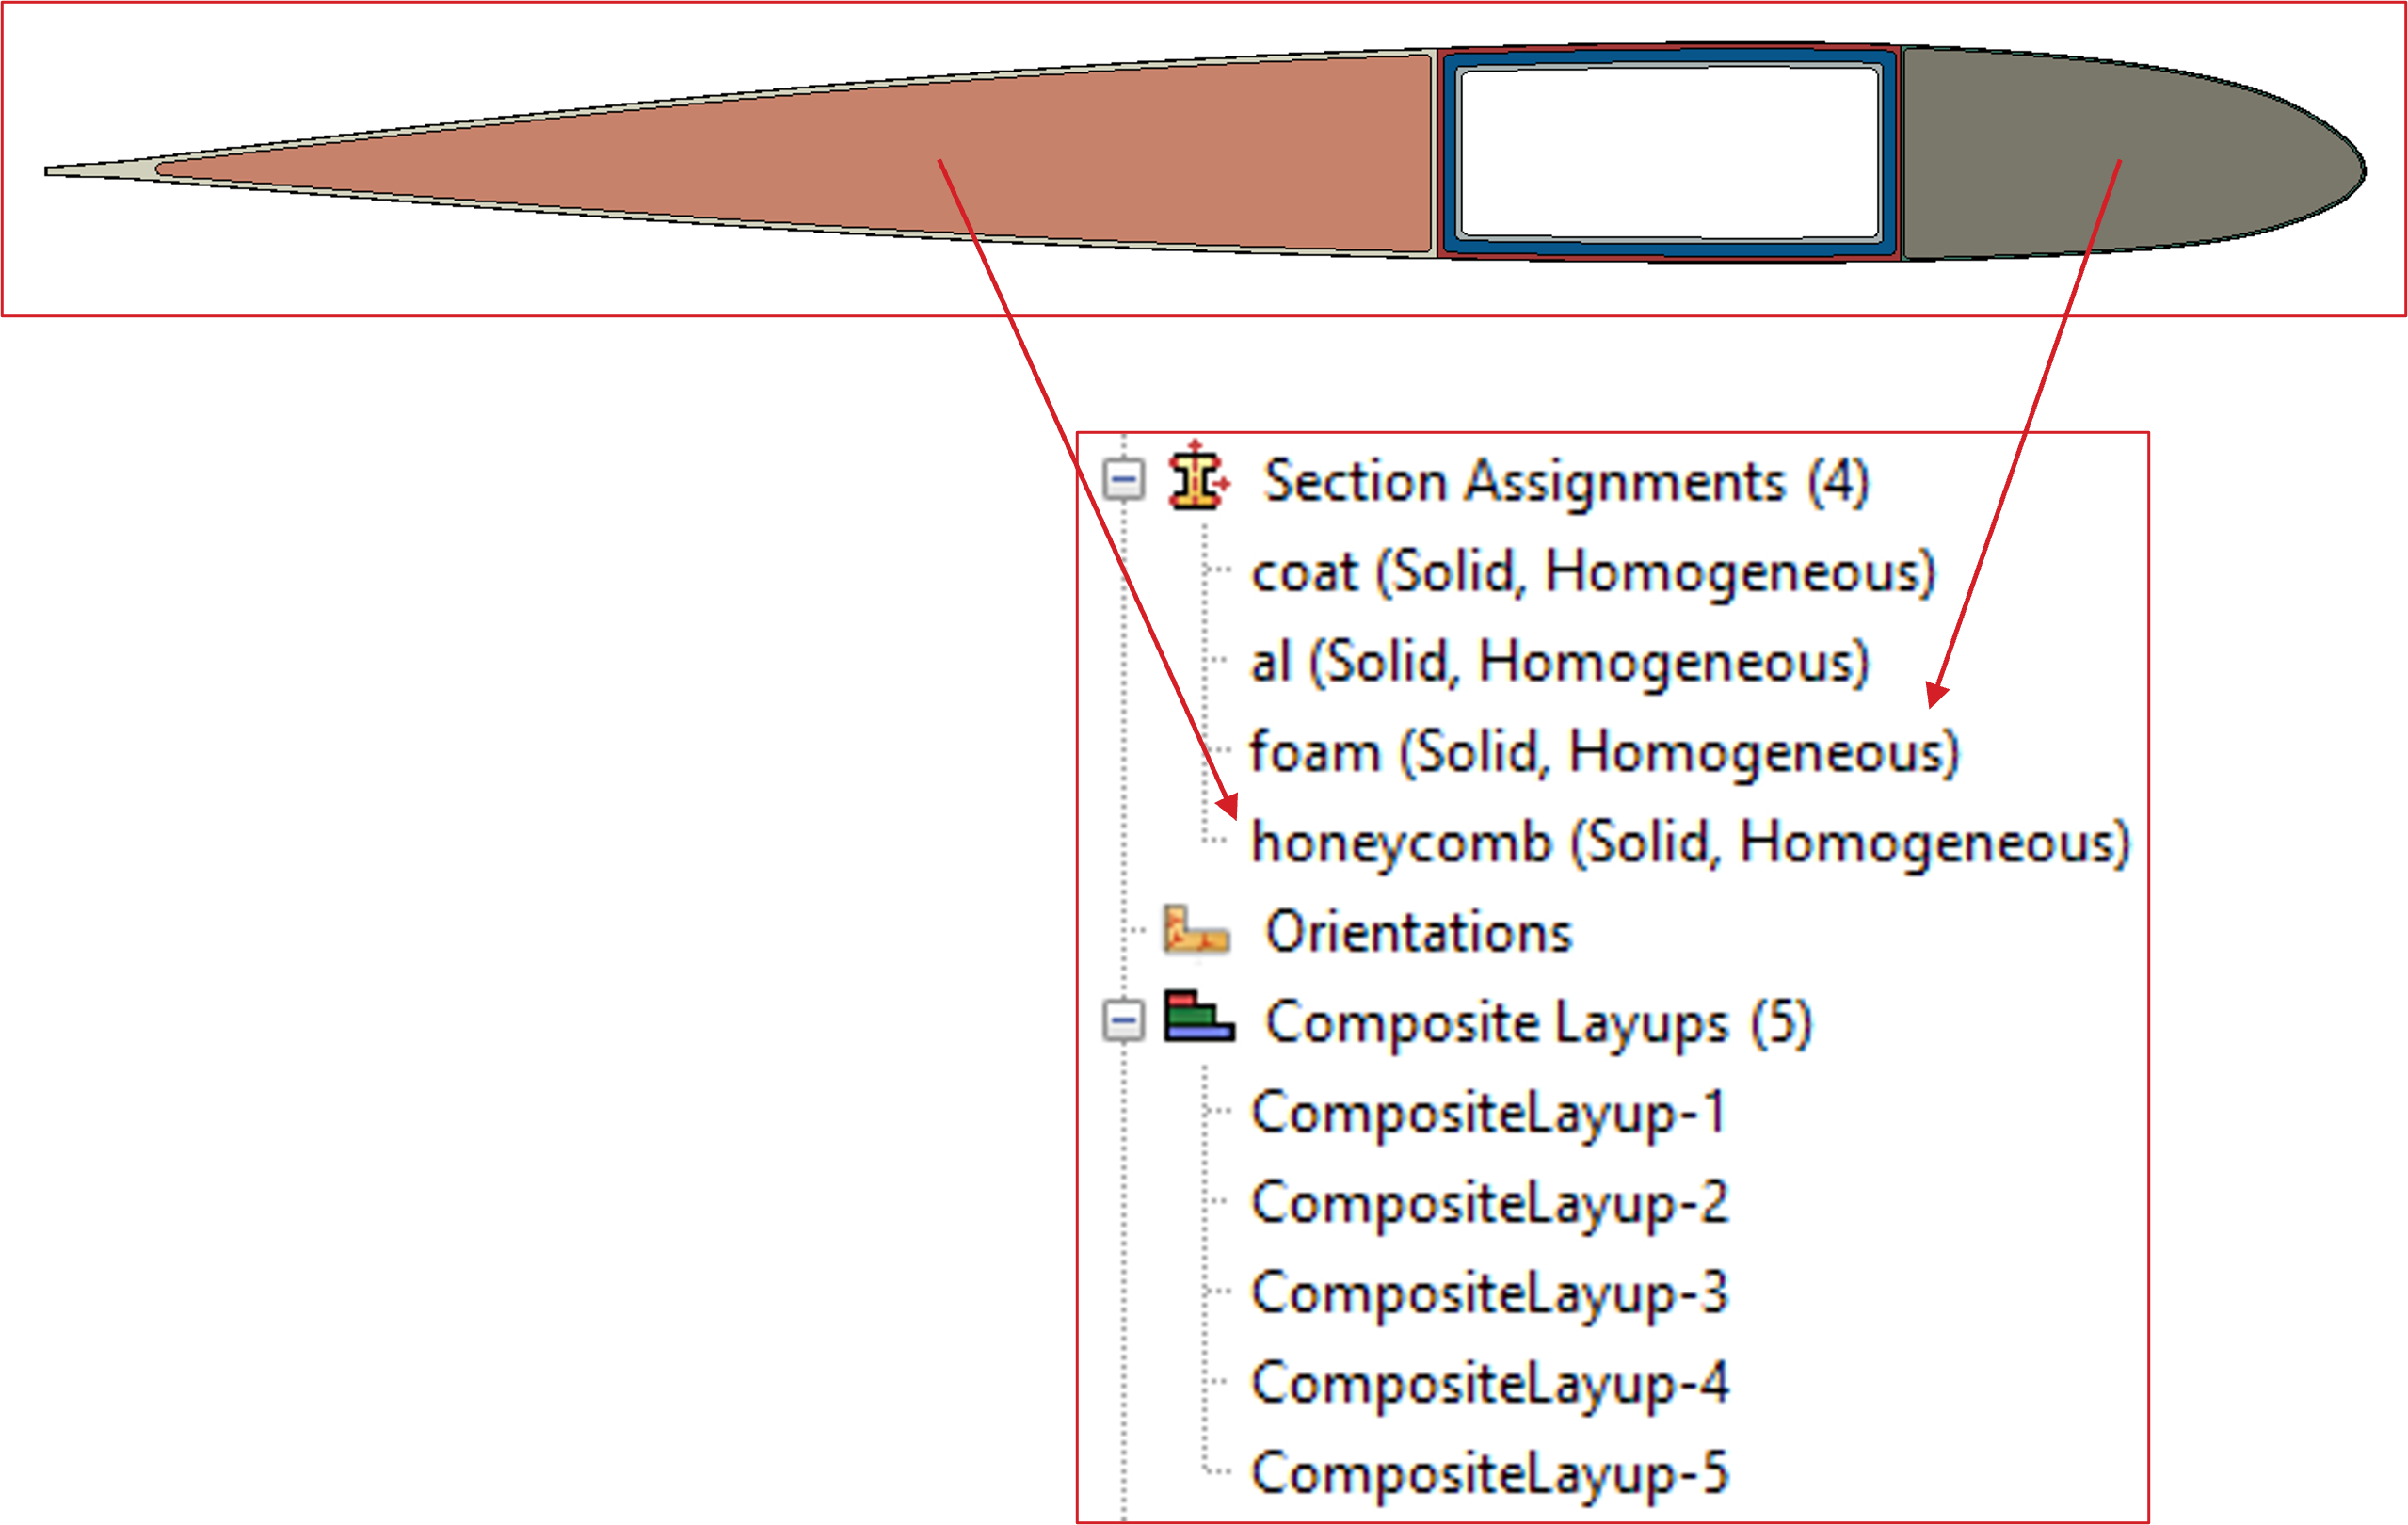 Section Assignments (4)
coat (Solid, Homogeneous)
al (Solid, Homogeneous)
foam (Solid, Homogeneous)
honeycomb (Solid, Homogeneous)
Orientations
Composite Layups (5)
CompositeLayup-1
CompositeLayup-2
CompositeLayup-3
CompositeLayup-4
CompositeLayup-5